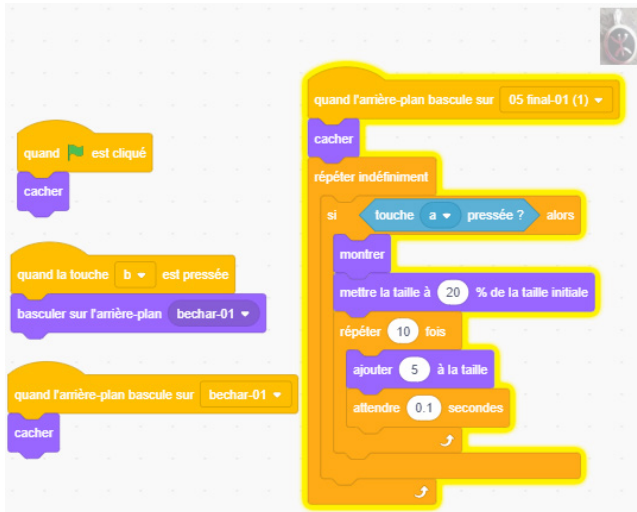 quand est cliqué
cacher
quand la touche b est pressée
basculer sur l'arrière-plan bechar-01
quand l'arrière-plan bascule sur bechar-01
cacher
quand l'arrière-plan bascule sur 05 final-01 (1)
cacher
répéter indéfiniment
si touche a pressée ? alors
montrer
mettre la taille à 20 % de la taille initiale
répéter 10 fois
ajouter 5 à la taille
attendre 0.1 secondes